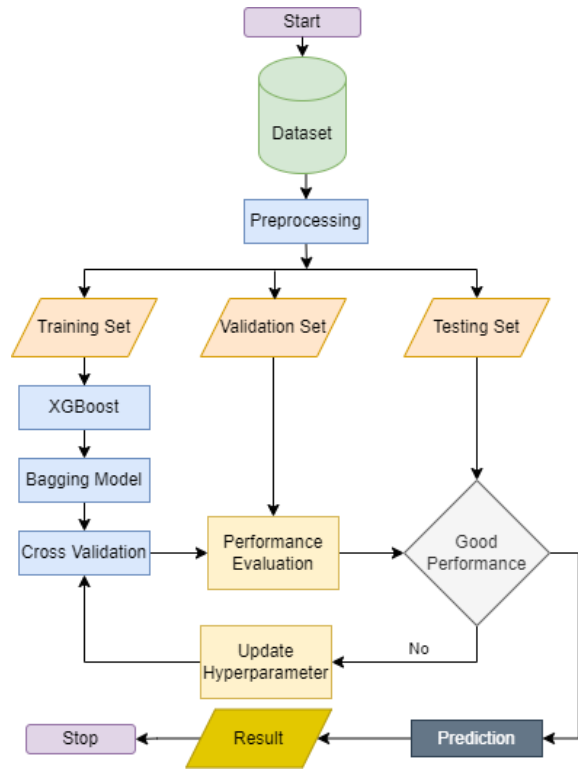 Start
Dataset
Preprocessing
Training Set
Validation Set
Testing Set
XGBoost
Bagging Model
Cross Validation
Performance
Evaluation
Good
Performance
No
Update
Hyperparameter
Stop
Result
Prediction